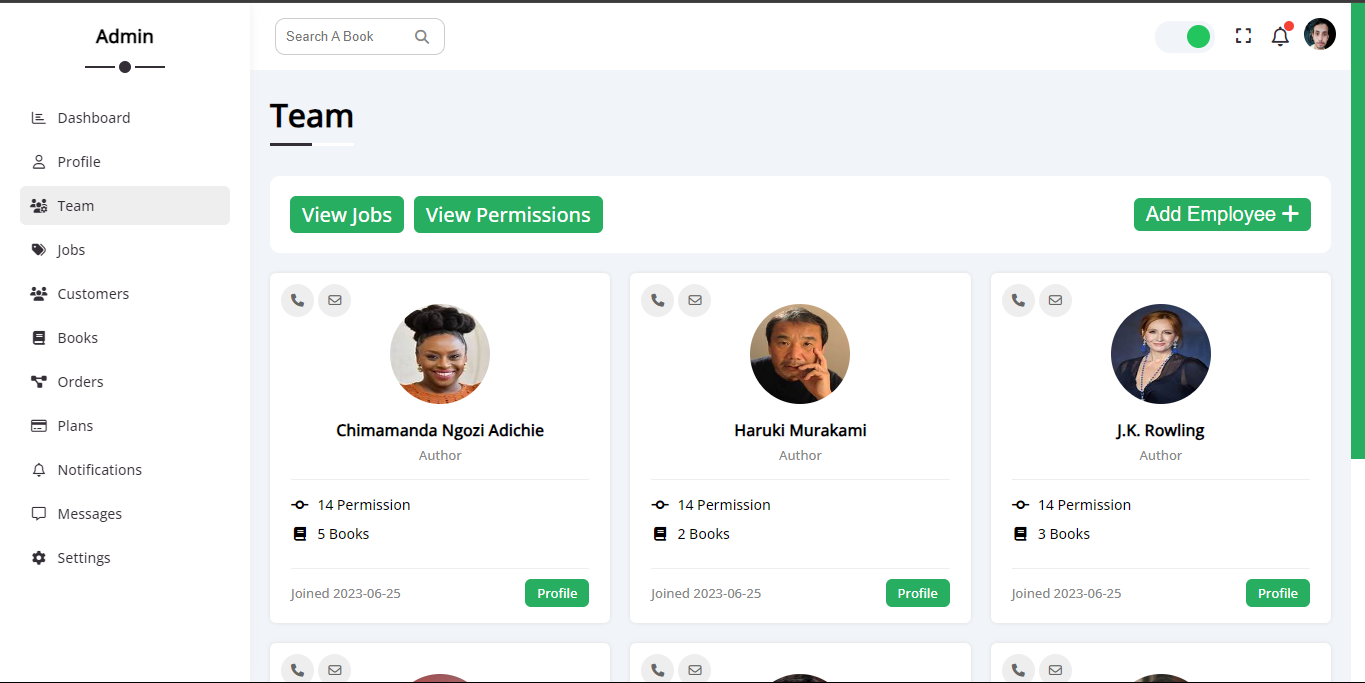 Admin
Search A Book
Dashboard
Profile
Team
Jobs
Customers
Books
Orders
Plans
Notifications
Messages
Settings
Team
View Jobs
View Permissions
Add Employee
Chimamanda Ngozi Adichie
Author
14 Permission
5 Books
Joined 2023-06-25
Profile
Haruki Murakami
Author
14 Permission
2 Books
Joined 2023-06-25
Profile
J.K. Rowling
Author
14 Permission
3 Books
Joined 2023-06-25
Profile